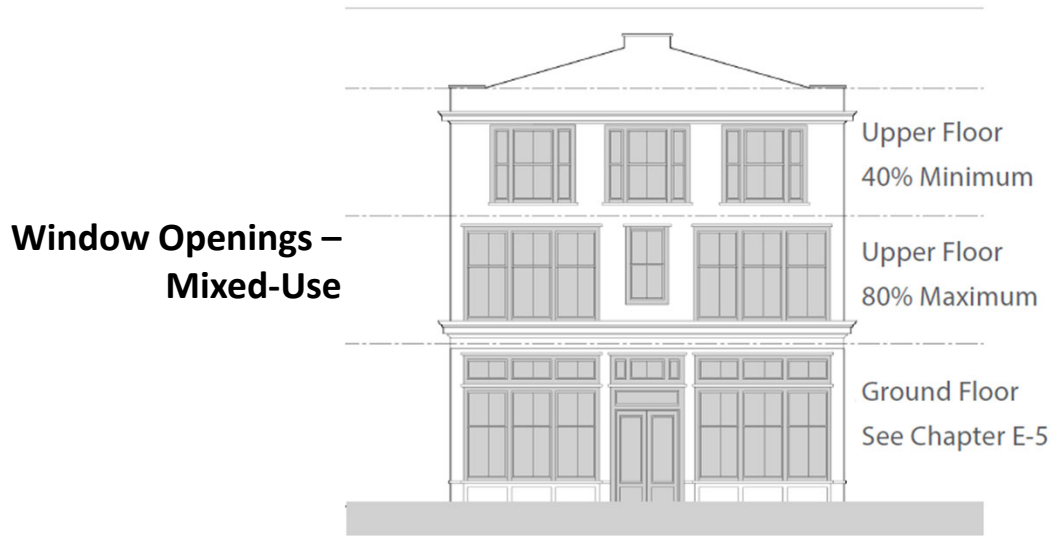 Window Openings –
Mixed-Use
Upper Floor
40% Minimum
Upper Floor
80% Maximum
Ground Floor
See Chapter E-5